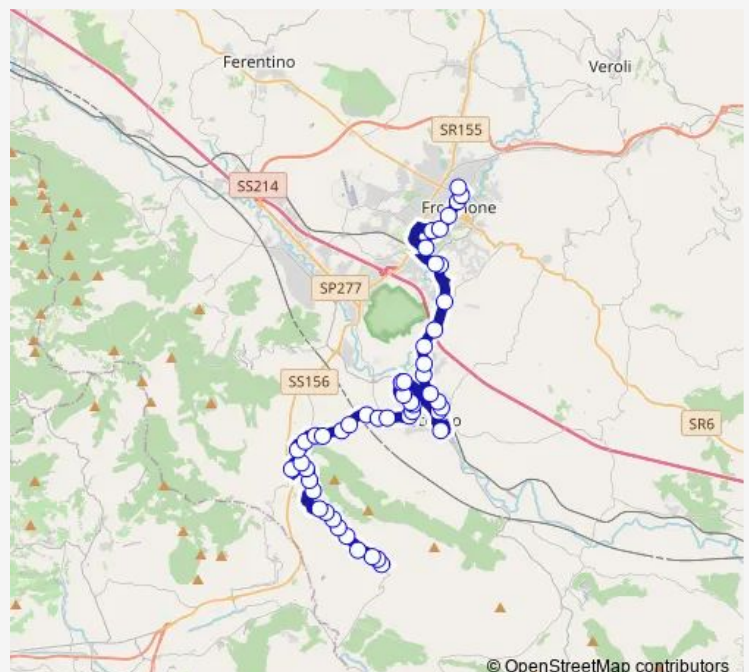 Ferentino
Veroli
SR155
SS214
SP277
SS156
SR6
© OpenStreetMap contributors